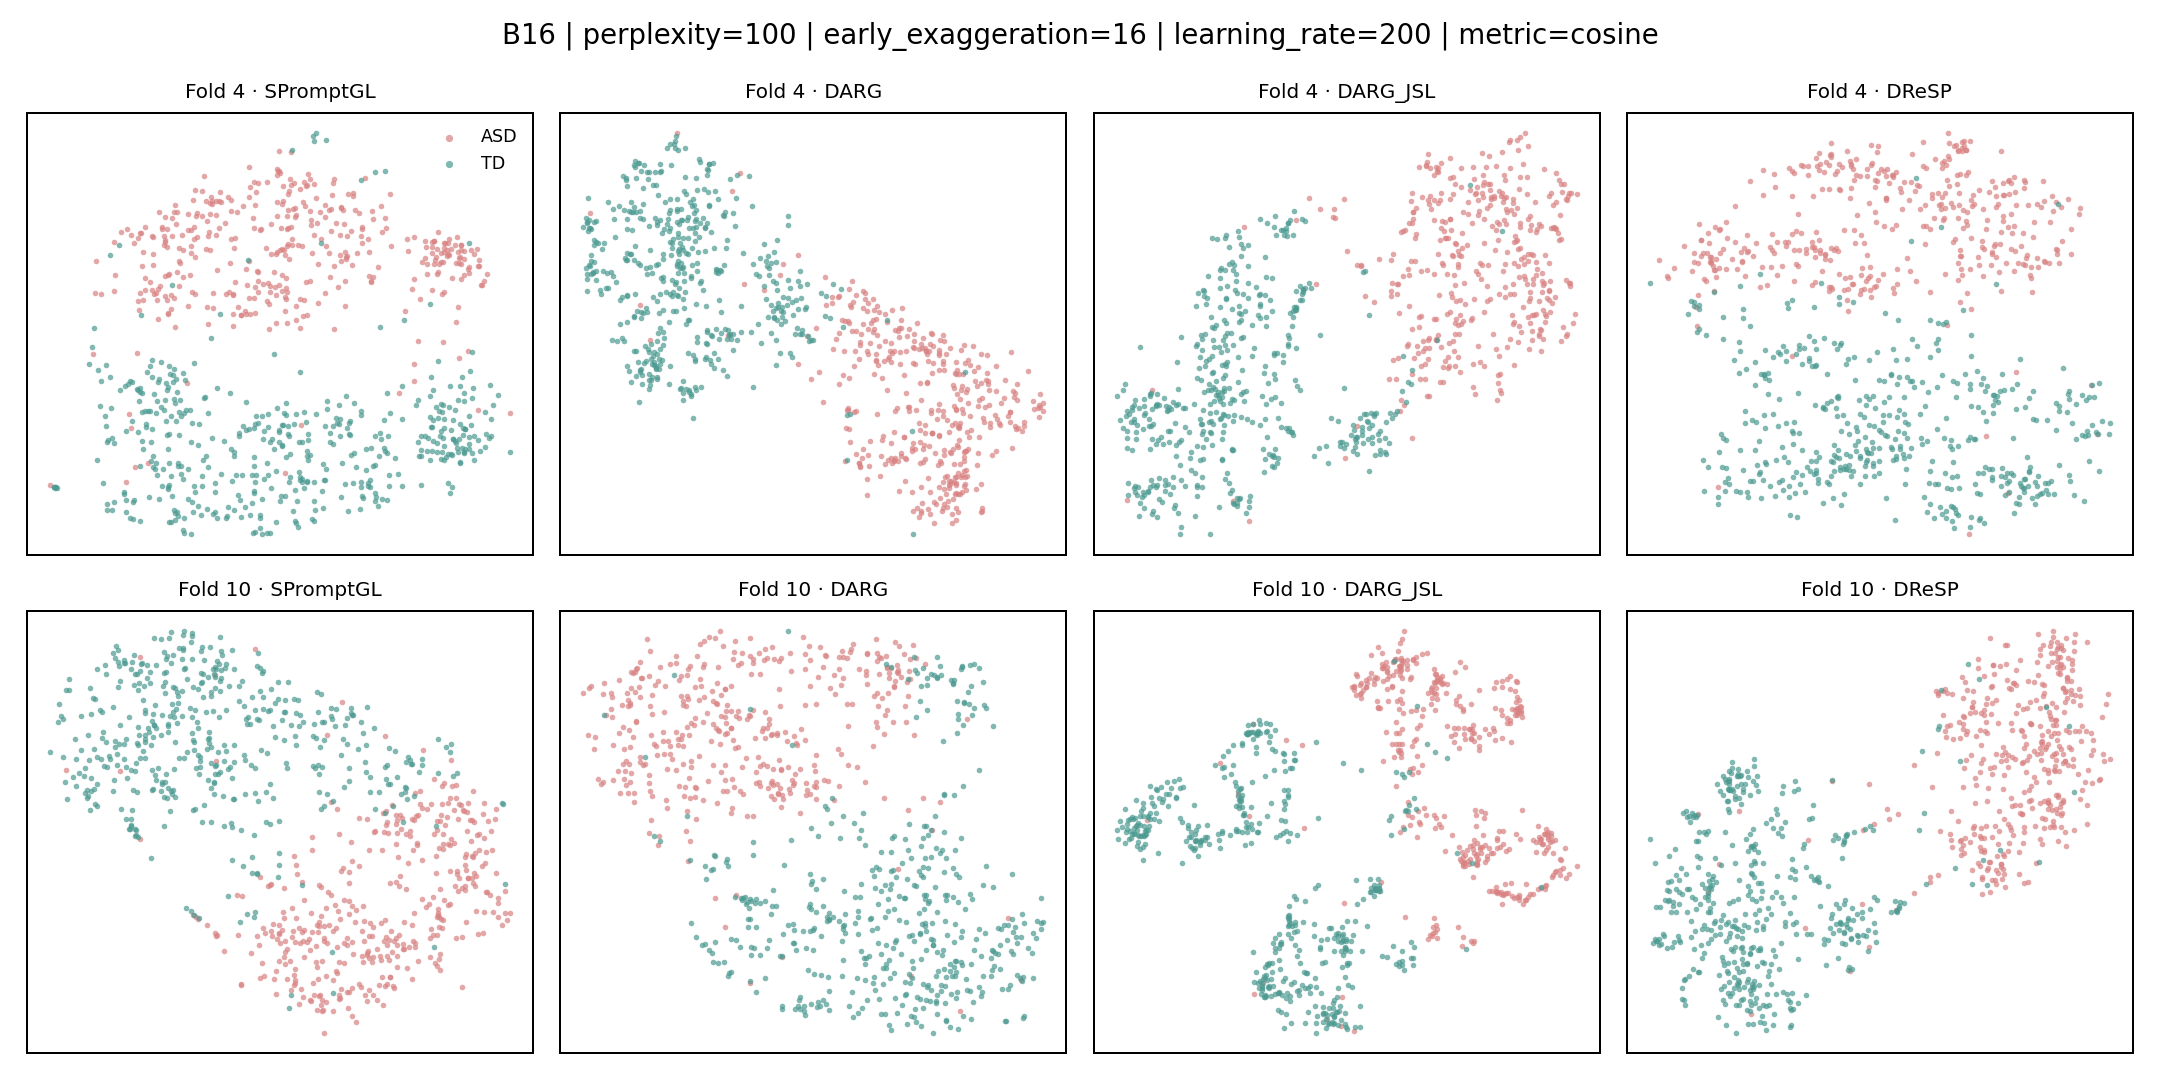 B16 | perplexity=100 | early_exaggeration=16 | learning_rate=200 | metric=cosine
Fold 4 · SPromptGL
Fold 4 · DARG
Fold 4 · DARG_JSL
Fold 4 · DReSP
ASD
TD
Fold 10 · SPromptGL
Fold 10 · DARG
Fold 10 · DARG_JSL
Fold 10 · DReSP